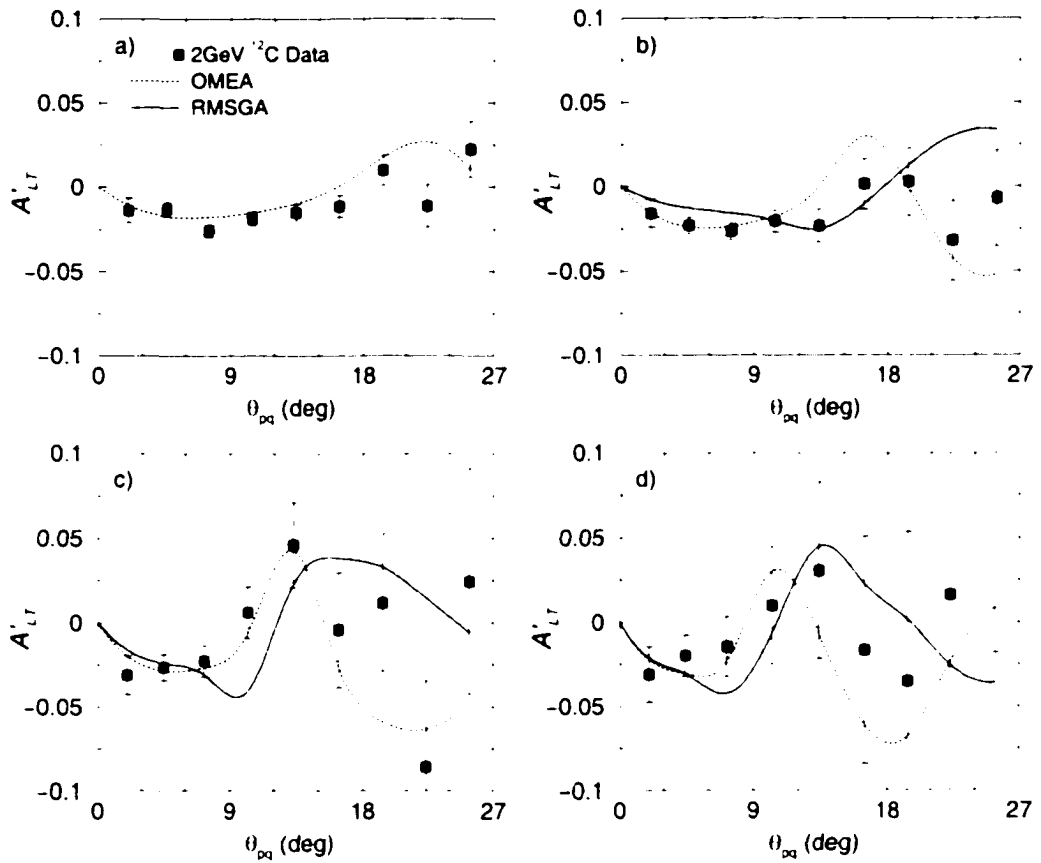 a)
2GeV ¹²C Data
OMEA
RMSGA
0.1
0.05
0
−0.05
−0.1
A'LT
0 9 18 27
θpq (deg)
b)
0.1
0.05
0
−0.05
−0.1
A'LT
0 9 18 27
θpq (deg)
c)
0.1
0.05
0
−0.05
−0.1
A'LT
0 9 18 27
θpq (deg)
d)
0.1
0.05
0
−0.05
−0.1
A'LT
0 9 18 27
θpq (deg)